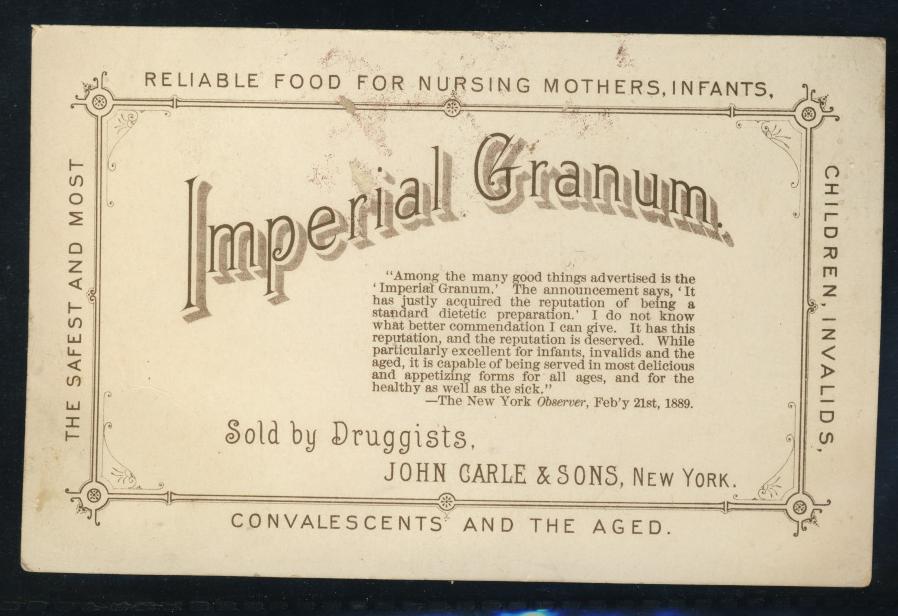 THE SAFEST AND MOST
RELIABLE FOOD FOR NURSING MOTHERS, INFANTS,
CHILDREN, INVALIDS,
CONVALESCENTS AND THE AGED.
Imperial Granum.
"Among the many good things advertised is the
'Imperial Granum.' The announcement says, 'It
has justly acquired the reputation of being a
standard dietetic preparation.' I do not know
what better commendation I can give. It has this
reputation, and the reputation is deserved. While
particularly excellent for infants, invalids and the
aged, it is capable of being served in most delicious
and appetizing forms for all ages, and for the
healthy as well as the sick."
—The New York Observer, Feb'y 21st, 1889.
Sold by Druggists,
JOHN CARLE & SONS, NEW YORK.